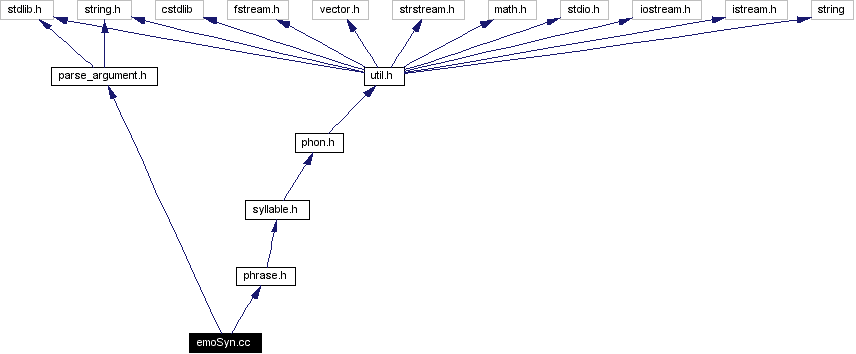 stdlib.h string.h cstdlib fstream.h vector.h strstream.h math.h stdio.h iostream.h istream.h string
parse_argument.h util.h
phon.h
syllable.h
phrase.h
emoSyn.cc